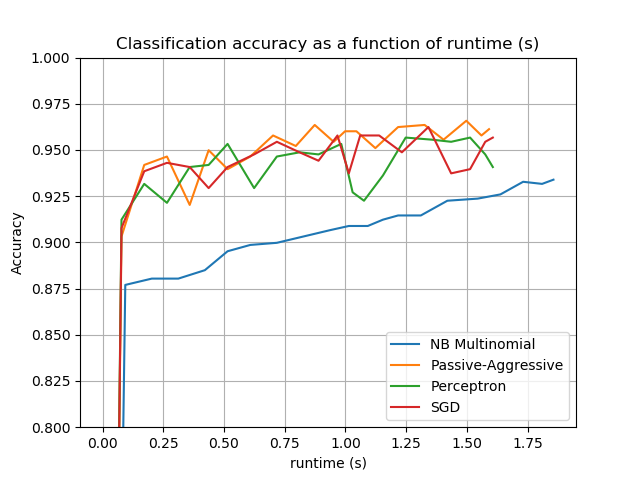 Classification accuracy as a function of runtime (s)
1.000
0.975
0.950
0.925
0.900
0.875
0.850
0.825
0.800
Accuracy
NB Multinomial
Passive-Aggressive
Perceptron
SGD
0.00 0.25 0.50 0.75 1.00 1.25 1.50 1.75
runtime (s)